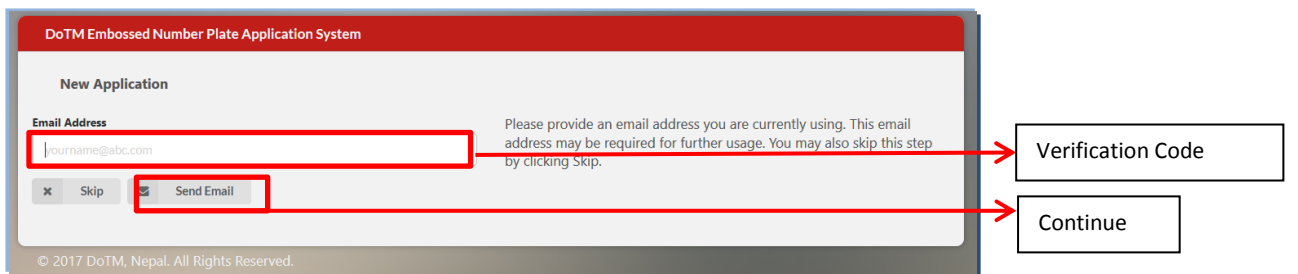 DoTM Embossed Number Plate Application System
New Application
Email Address
yourname@abc.com
Skip
Send Email
Please provide an email address you are currently using. This email
address may be required for further usage. You may also skip this step
by clicking Skip.
Verification Code
Continue
© 2017 DoTM, Nepal. All Rights Reserved.